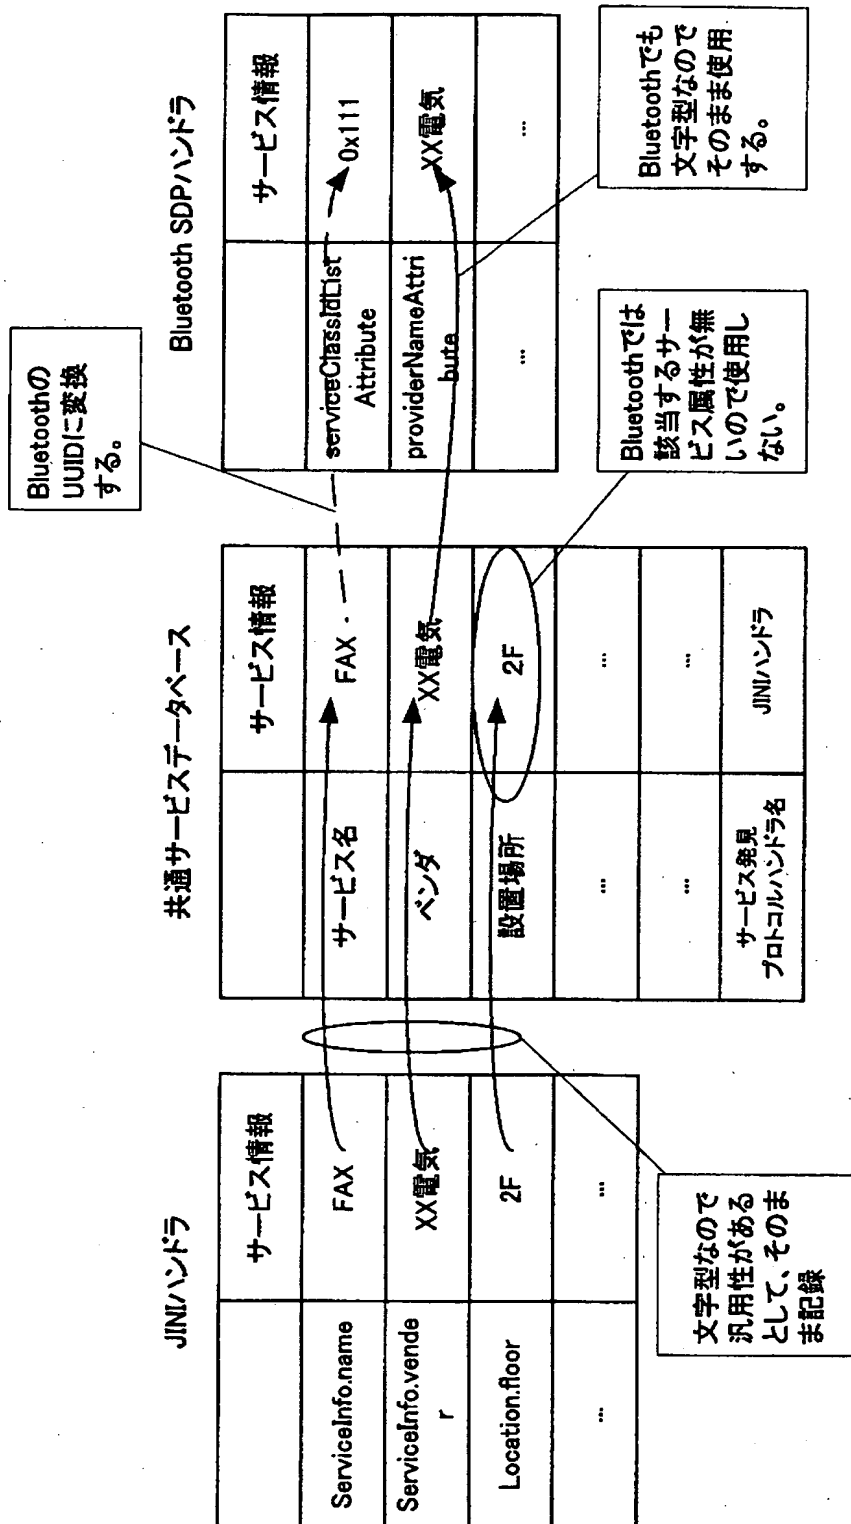 JINIハンドラ
サービス情報
ServiceInfo.name
FAX
ServiceInfo.vende
r
XX電気
Location.floor
2F
...
...
文字型なので
汎用性がある
として、そのま
ま記録
共通サービスデータベース
サービス情報
サービス名
FAX
ベンダ
XX電気
設置場所
2F
...
...
...
...
サービス発見
プロトコルハンドラ名
JINIハンドラ
Bluetoothの
UUIDに変換
する。
Bluetoothでは
該当するサー
ビス属性が無
いので使用し
ない。
Bluetooth SDPハンドラ
サービス情報
serviceClassIdList
Attribute
0x111
providerNameAttri
bute
XX電気
...
...
Bluetoothでも
文字型なので
そのまま使用
する。